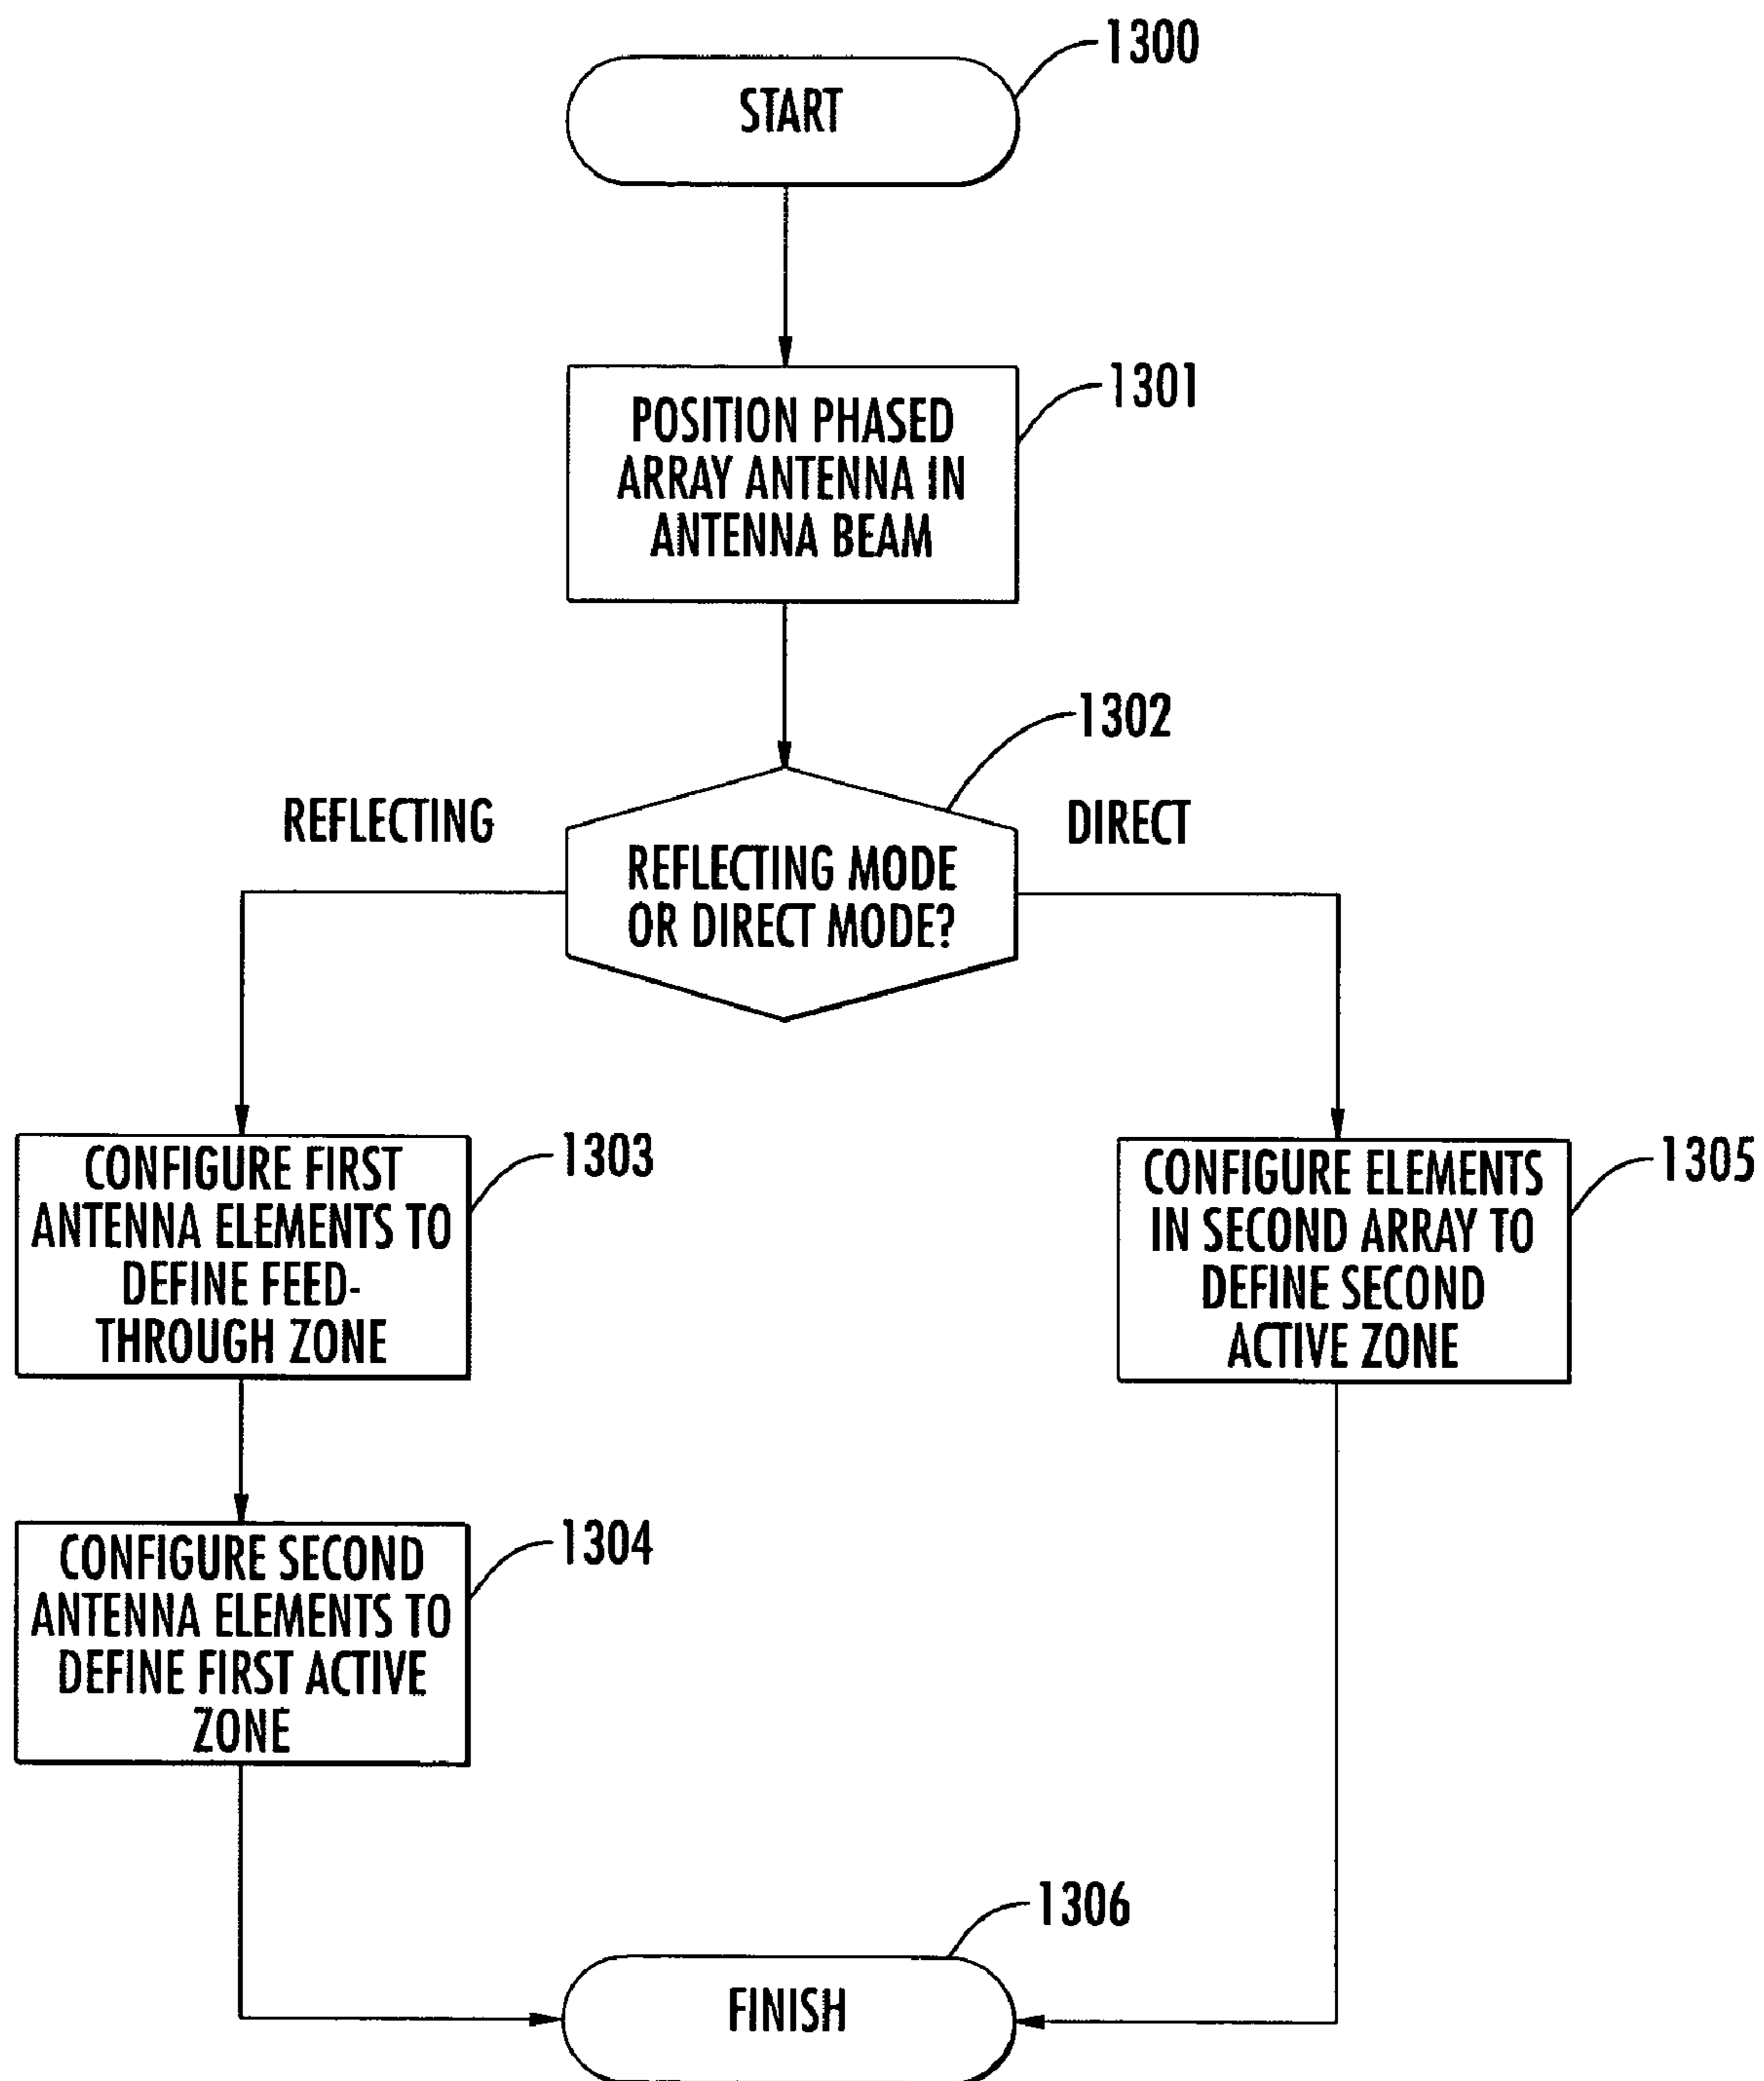 1300
START
1301
POSITION PHASED
ARRAY ANTENNA IN
ANTENNA BEAM
1302
REFLECTING
DIRECT
REFLECTING MODE
OR DIRECT MODE?
1303
CONFIGURE FIRST
ANTENNA ELEMENTS TO
DEFINE FEED-
THROUGH ZONE
1305
CONFIGURE ELEMENTS
IN SECOND ARRAY TO
DEFINE SECOND
ACTIVE ZONE
1304
CONFIGURE SECOND
ANTENNA ELEMENTS TO
DEFINE FIRST ACTIVE
ZONE
1306
FINISH